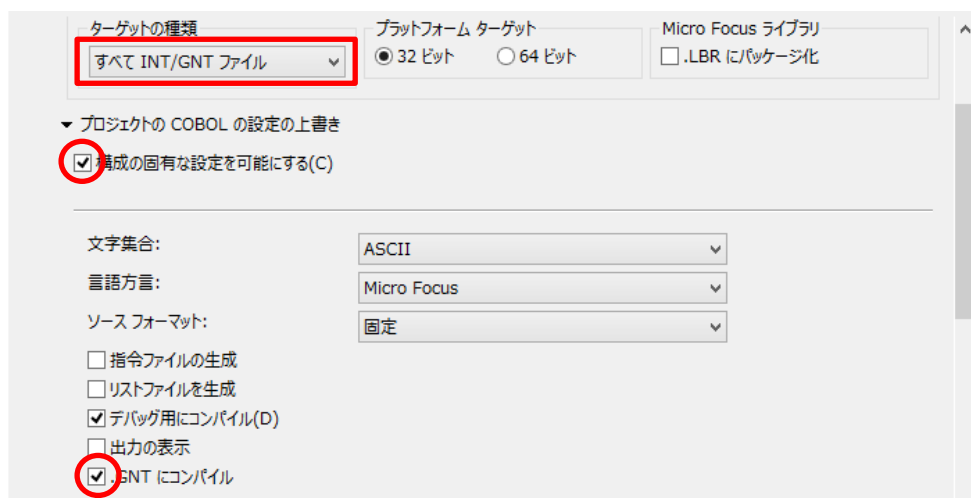 ターゲットの種類
プラットフォーム ターゲット
Micro Focus ライブラリ
すべて INT/GNT ファイル
32 ビット
64 ビット
.LBR にパッケージ化
プロジェクトの COBOL の設定の上書き
構成の固有な設定を可能にする(C)
文字集合:
ASCII
言語方言:
Micro Focus
ソース フォーマット:
固定
指令ファイルの生成
リストファイルを生成
デバッグ用にコンパイル(D)
出力の表示
.GNT にコンパイル